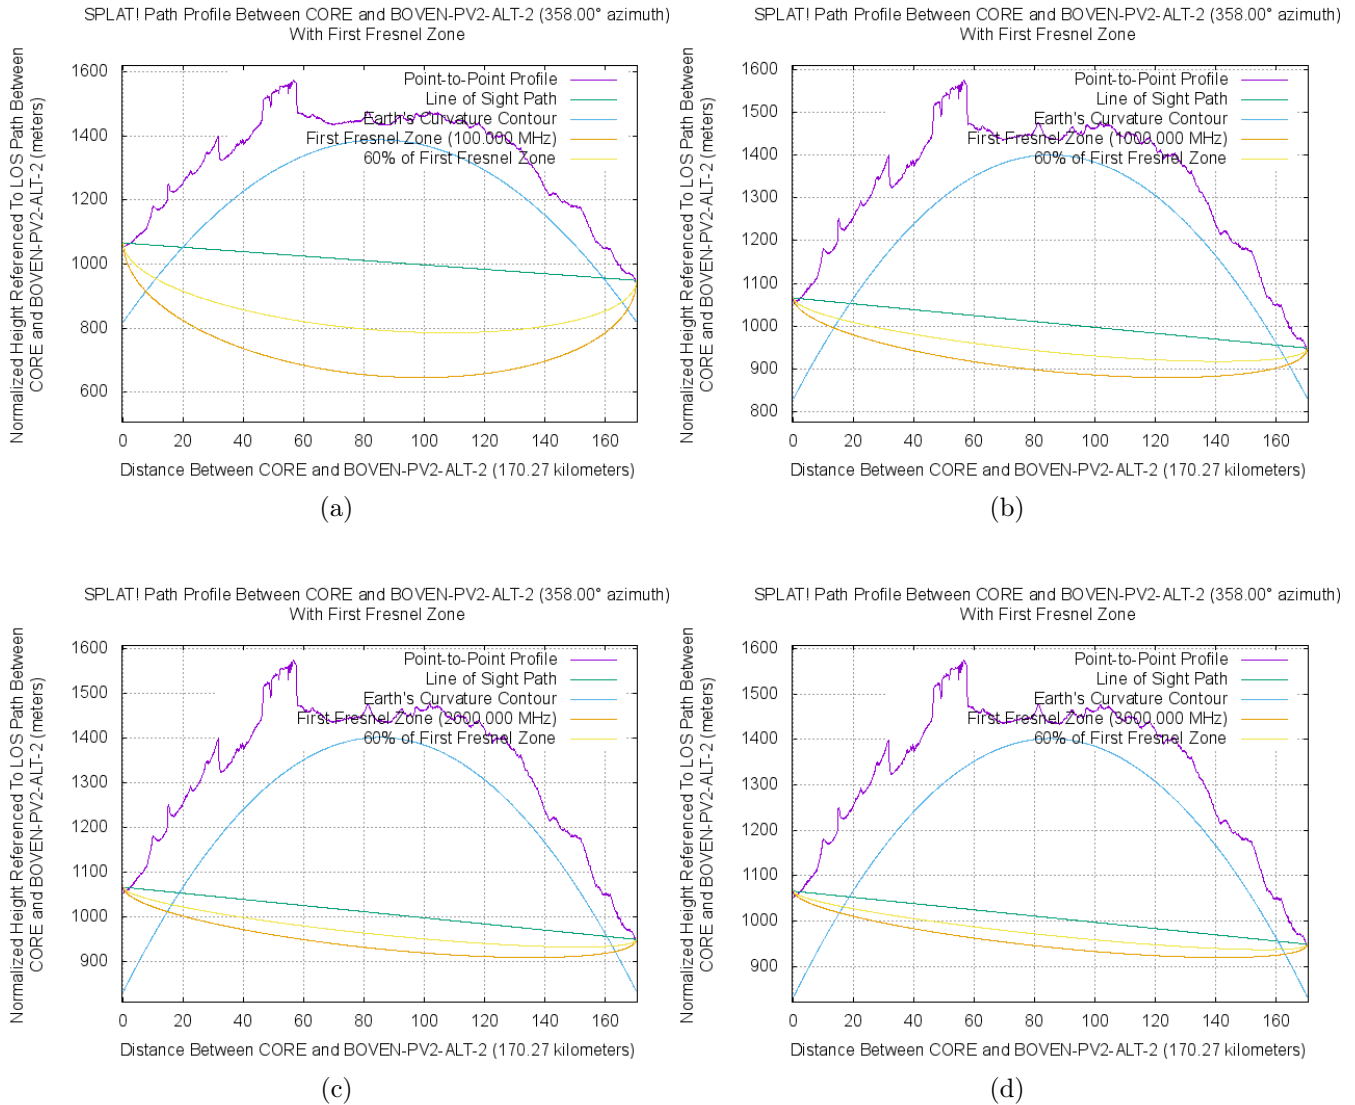 SPLAT! Path Profile Between CORE and BOVEN-PV2-ALT-2 (358.00° azimuth)
With First Fresnel Zone
Normalized Height Referenced To LOS Path Between
CORE and BOVEN-PV2-ALT-2 (meters)
1600
1400
1200
1000
800
600
Point-to-Point Profile
Line of Sight Path
Earth's Curvature Contour
First Fresnel Zone (100.000 MHz)
60% of First Fresnel Zone
0 20 40 60 80 100 120 140 160
Distance Between CORE and BOVEN-PV2-ALT-2 (170.27 kilometers)
(a)
SPLAT! Path Profile Between CORE and BOVEN-PV2-ALT-2 (358.00° azimuth)
With First Fresnel Zone
Normalized Height Referenced To LOS Path Between
CORE and BOVEN-PV2-ALT-2 (meters)
1600
1500
1400
1300
1200
1100
1000
900
800
Point-to-Point Profile
Line of Sight Path
Earth's Curvature Contour
First Fresnel Zone (1000.000 MHz)
60% of First Fresnel Zone
0 20 40 60 80 100 120 140 160
Distance Between CORE and BOVEN-PV2-ALT-2 (170.27 kilometers)
(b)
SPLAT! Path Profile Between CORE and BOVEN-PV2-ALT-2 (358.00° azimuth)
With First Fresnel Zone
Normalized Height Referenced To LOS Path Between
CORE and BOVEN-PV2-ALT-2 (meters)
1600
1500
1400
1300
1200
1100
1000
900
Point-to-Point Profile
Line of Sight Path
Earth's Curvature Contour
First Fresnel Zone (2000.000 MHz)
60% of First Fresnel Zone
0 20 40 60 80 100 120 140 160
Distance Between CORE and BOVEN-PV2-ALT-2 (170.27 kilometers)
(c)
SPLAT! Path Profile Between CORE and BOVEN-PV2-ALT-2 (358.00° azimuth)
With First Fresnel Zone
Normalized Height Referenced To LOS Path Between
CORE and BOVEN-PV2-ALT-2 (meters)
1600
1500
1400
1300
1200
1100
1000
900
Point-to-Point Profile
Line of Sight Path
Earth's Curvature Contour
First Fresnel Zone (3000.000 MHz)
60% of First Fresnel Zone
0 20 40 60 80 100 120 140 160
Distance Between CORE and BOVEN-PV2-ALT-2 (170.27 kilometers)
(d)